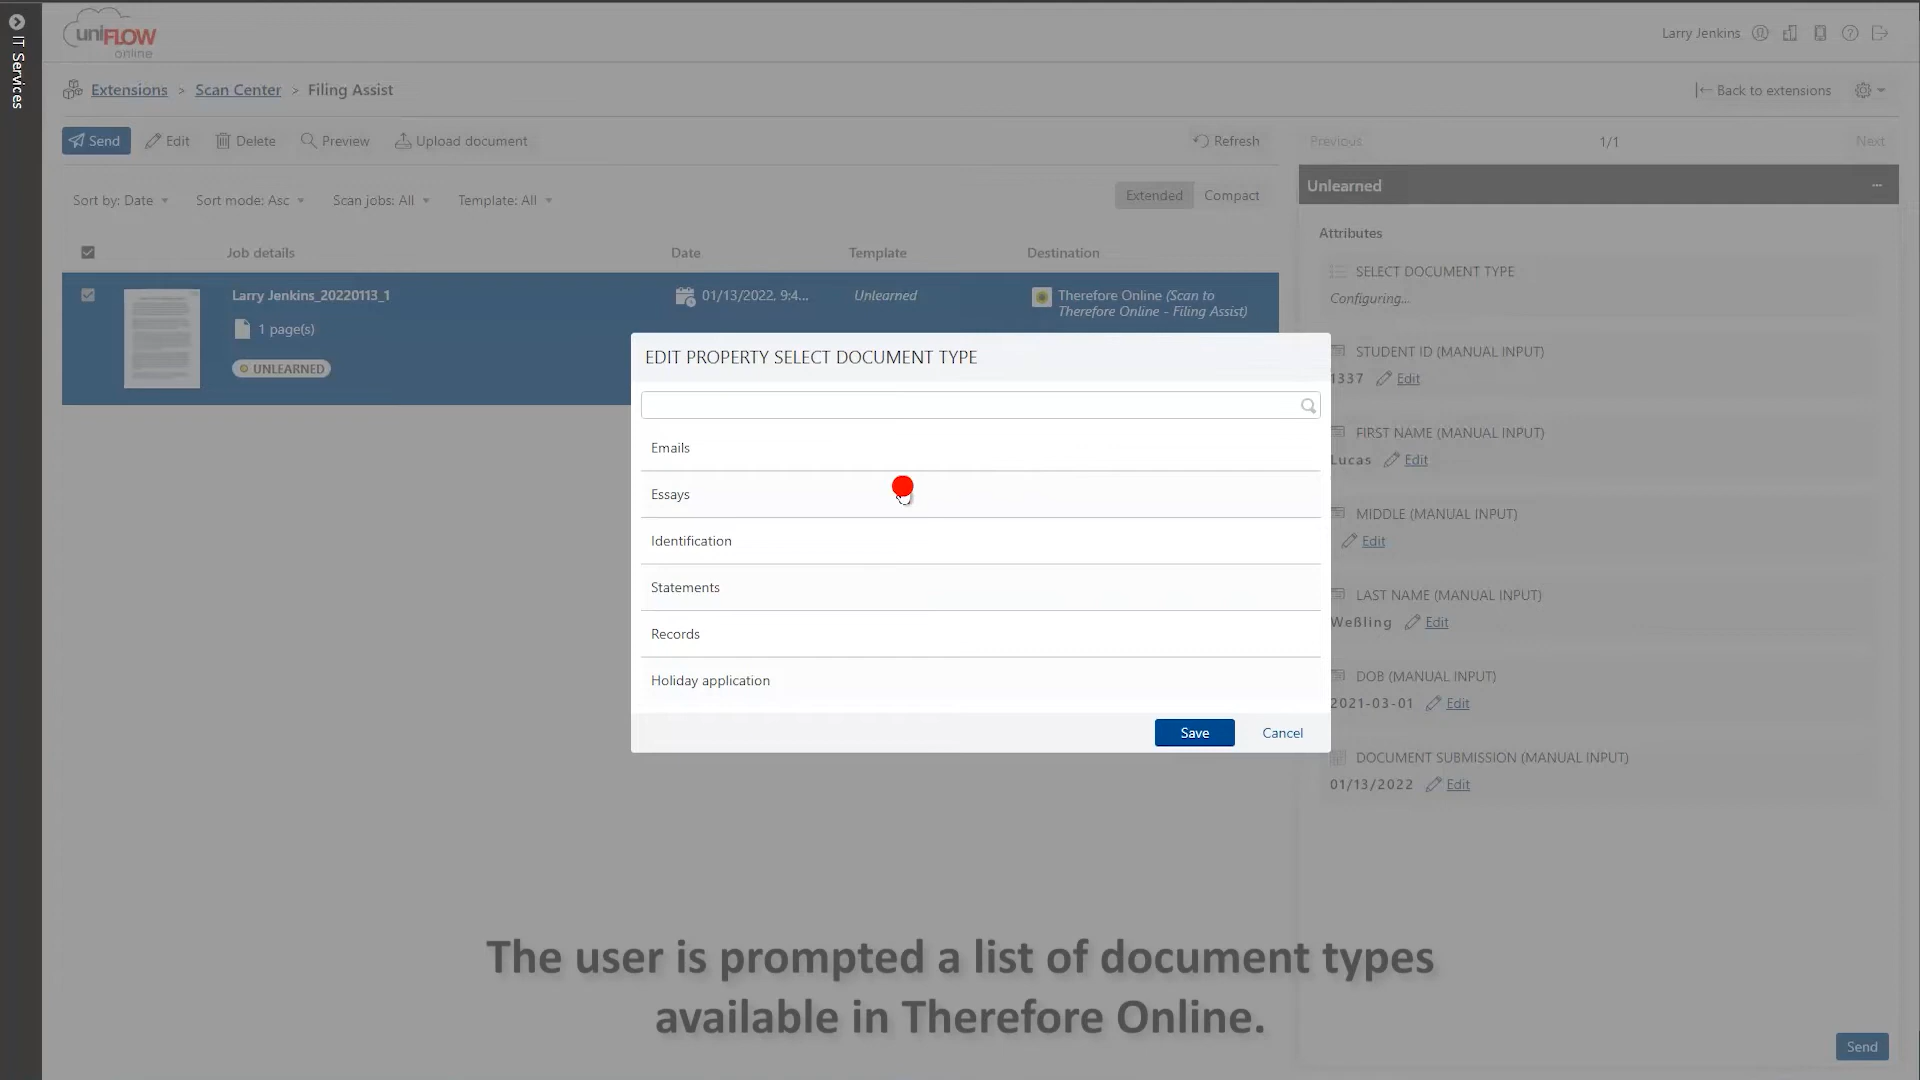 IT Services
uniFLOW
online
Larry Jenkins
Extensions > Scan Center > Filing Assist
Back to extensions
Send Edit Delete Preview Upload document Refresh
Previous 1/1 Next
Sort by: Date Sort mode: Asc Scan jobs: All Template: All Extended Compact
Unlearned ...
Job details Date Template Destination
Larry Jenkins_20220113_1 01/13/2022, 9:4... Unlearned Therefore Online (Scan to
Therefore Online - Filing Assist)
1 page(s)
UNLEARNED
EDIT PROPERTY SELECT DOCUMENT TYPE
Emails
Essays
Identification
Statements
Records
Holiday application
Save Cancel
Attributes
SELECT DOCUMENT TYPE
Configuring...
STUDENT ID (MANUAL INPUT)
1337 Edit
FIRST NAME (MANUAL INPUT)
Lucas Edit
MIDDLE (MANUAL INPUT)
Edit
LAST NAME (MANUAL INPUT)
Weßling Edit
DOB (MANUAL INPUT)
2021-03-01 Edit
DOCUMENT SUBMISSION (MANUAL INPUT)
01/13/2022 Edit
The user is prompted a list of document types
available in Therefore Online.
Send